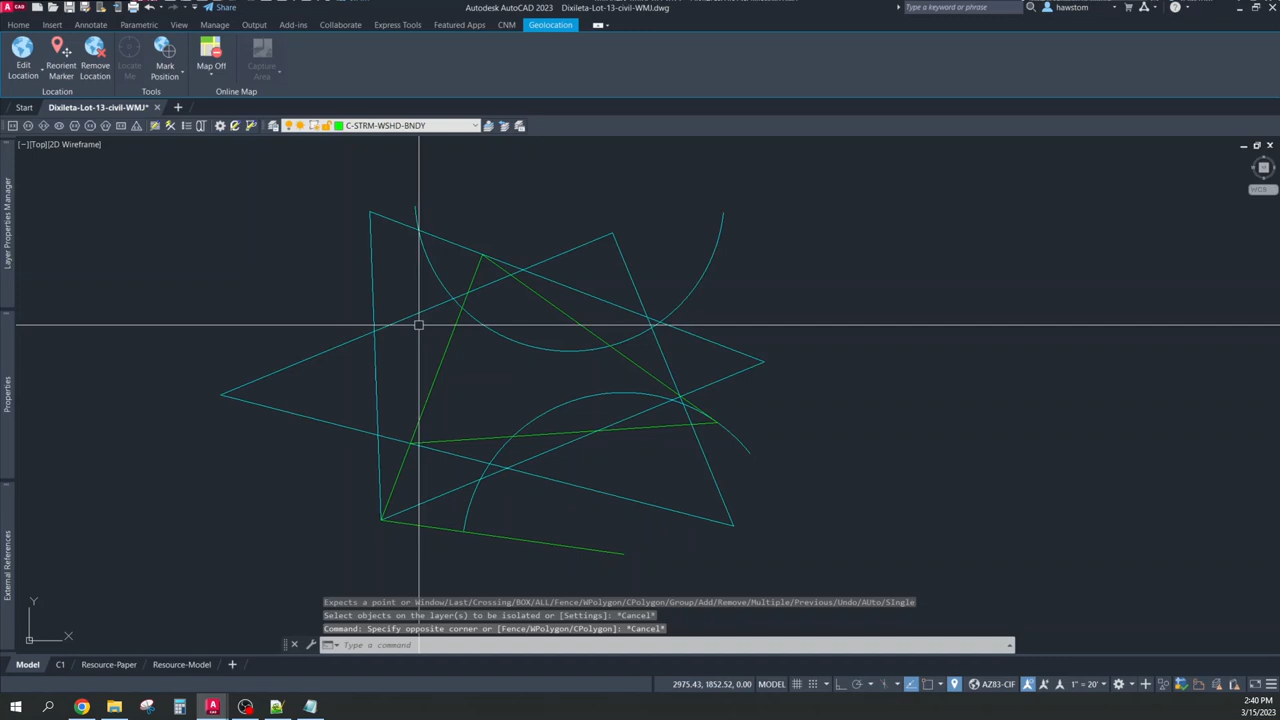 CAD
Share
Autodesk AutoCAD 2023 Dixileta-Lot-13-civil-WMJ.dwg
Type a keyword or phrase
hawstom
Home Insert Annotate Parametric View Manage Output Add-ins Collaborate Express Tools Featured Apps CNM Geolocation
Edit Location
Reorient Marker
Remove Location
Locate Me
Mark Position
Map Off
Capture Area
Location Tools Online Map
Start Dixileta-Lot-13-civil-WMJ*
C-STRM-WSHD-BNDY
[−][Top][2D Wireframe]
WCS
Layer Properties Manager
Properties
External References
Y
X
Expects a point or Window/Last/Crossing/BOX/ALL/Fence/WPolygon/CPolygon/Group/Add/Remove/Multiple/Previous/Undo/AUto/SIngle
Select objects on the layer(s) to be isolated or [Settings]: *Cancel*
Command: Specify opposite corner or [Fence/WPolygon/CPolygon]: *Cancel*
Type a command
Model C1 Resource-Paper Resource-Model
2975.43, 1852.52, 0.00 MODEL AZ83-CIF 1" = 20'
2:40 PM
3/15/2023